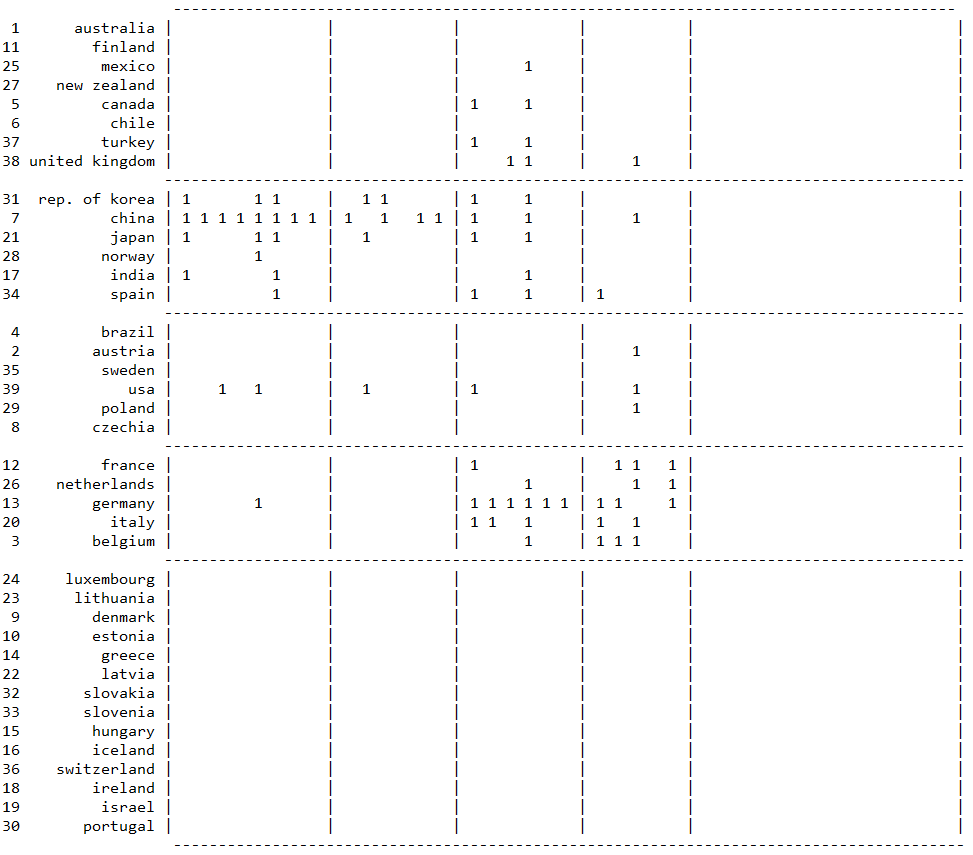 ---------------------------------------------------------------------------------------
 1      australia |                 |             |             |           |                             |
11        finland |                 |             |             |           |                             |
25         mexico |                 |             |       1     |           |                             |
27    new zealand |                 |             |             |           |                             |
 5         canada |                 |             | 1     1     |           |                             |
 6          chile |                 |             |             |           |                             |
37         turkey |                 |             | 1     1     |           |                             |
38 united kingdom |                 |             |     1 1     |     1     |                             |
-----------------------------------------------------------------------------------------
31  rep. of korea | 1       1 1     |   1 1       | 1     1     |           |                             |
 7          china | 1 1 1 1 1 1 1 1 | 1   1   1 1 | 1     1     |     1     |                             |
21          japan | 1       1 1     |   1         | 1     1     |           |                             |
28         norway |         1       |             |             |           |                             |
17          india | 1         1     |             |       1     |           |                             |
34          spain |           1     |             | 1     1     | 1         |                             |
-----------------------------------------------------------------------------------------
 4         brazil |                 |             |             |           |                             |
 2        austria |                 |             |             |     1     |                             |
35         sweden |                 |             |             |           |                             |
39            usa |     1   1       |   1         | 1           |     1     |                             |
29         poland |                 |             |             |     1     |                             |
 8        czechia |                 |             |             |           |                             |
-----------------------------------------------------------------------------------------
12         france |                 |             | 1           |   1 1   1 |                             |
26    netherlands |                 |             |       1     |     1   1 |                             |
13        germany |         1       |             | 1 1 1 1 1 1 | 1 1     1 |                             |
20          italy |                 |             | 1 1   1     | 1   1     |                             |
 3        belgium |                 |             |       1     | 1 1 1     |                             |
-----------------------------------------------------------------------------------------
24     luxembourg |                 |             |             |           |                             |
23      lithuania |                 |             |             |           |                             |
 9        denmark |                 |             |             |           |                             |
10        estonia |                 |             |             |           |                             |
14         greece |                 |             |             |           |                             |
22         latvia |                 |             |             |           |                             |
32       slovakia |                 |             |             |           |                             |
33       slovenia |                 |             |             |           |                             |
15        hungary |                 |             |             |           |                             |
16        iceland |                 |             |             |           |                             |
36    switzerland |                 |             |             |           |                             |
18        ireland |                 |             |             |           |                             |
19         israel |                 |             |             |           |                             |
30       portugal |                 |             |             |           |                             |
   ----------------------------------------------------------------------------------------